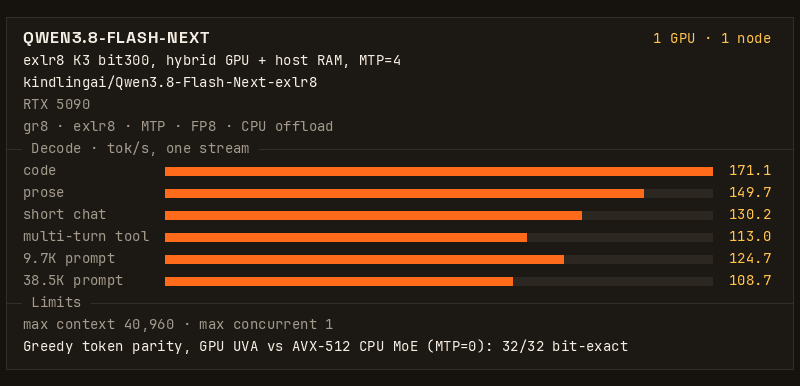 QWEN3.8-FLASH-NEXT 1 GPU · 1 node
exlr8 K3 bit300, hybrid GPU + host RAM, MTP=4
kindlingai/Qwen3.8-Flash-Next-exlr8
RTX 5090
gr8 · exlr8 · MTP · FP8 · CPU offload
Decode · tok/s, one stream
code 171.1
prose 149.7
short chat 130.2
multi-turn tool 113.0
9.7K prompt 124.7
38.5K prompt 108.7
Limits
max context 40,960 · max concurrent 1
Greedy token parity, GPU UVA vs AVX-512 CPU MoE (MTP=0): 32/32 bit-exact